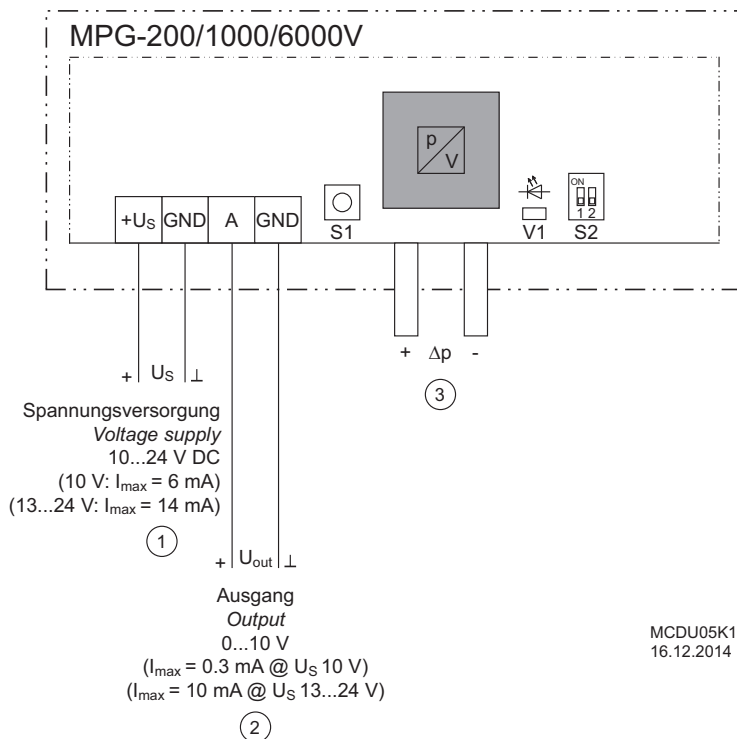 MPG-200/1000/6000V
p
V
ON
1 2
+US GND A GND
S1
V1
S2
+ US ⊥
+ Δp -
3
Spannungsversorgung
Voltage supply
10...24 V DC
(10 V: Imax = 6 mA)
(13...24 V: Imax = 14 mA)
1
+ Uout ⊥
Ausgang
Output
0...10 V
(Imax = 0.3 mA @ US 10 V)
(Imax = 10 mA @ US 13...24 V)
2
MCDU05K1
16.12.2014